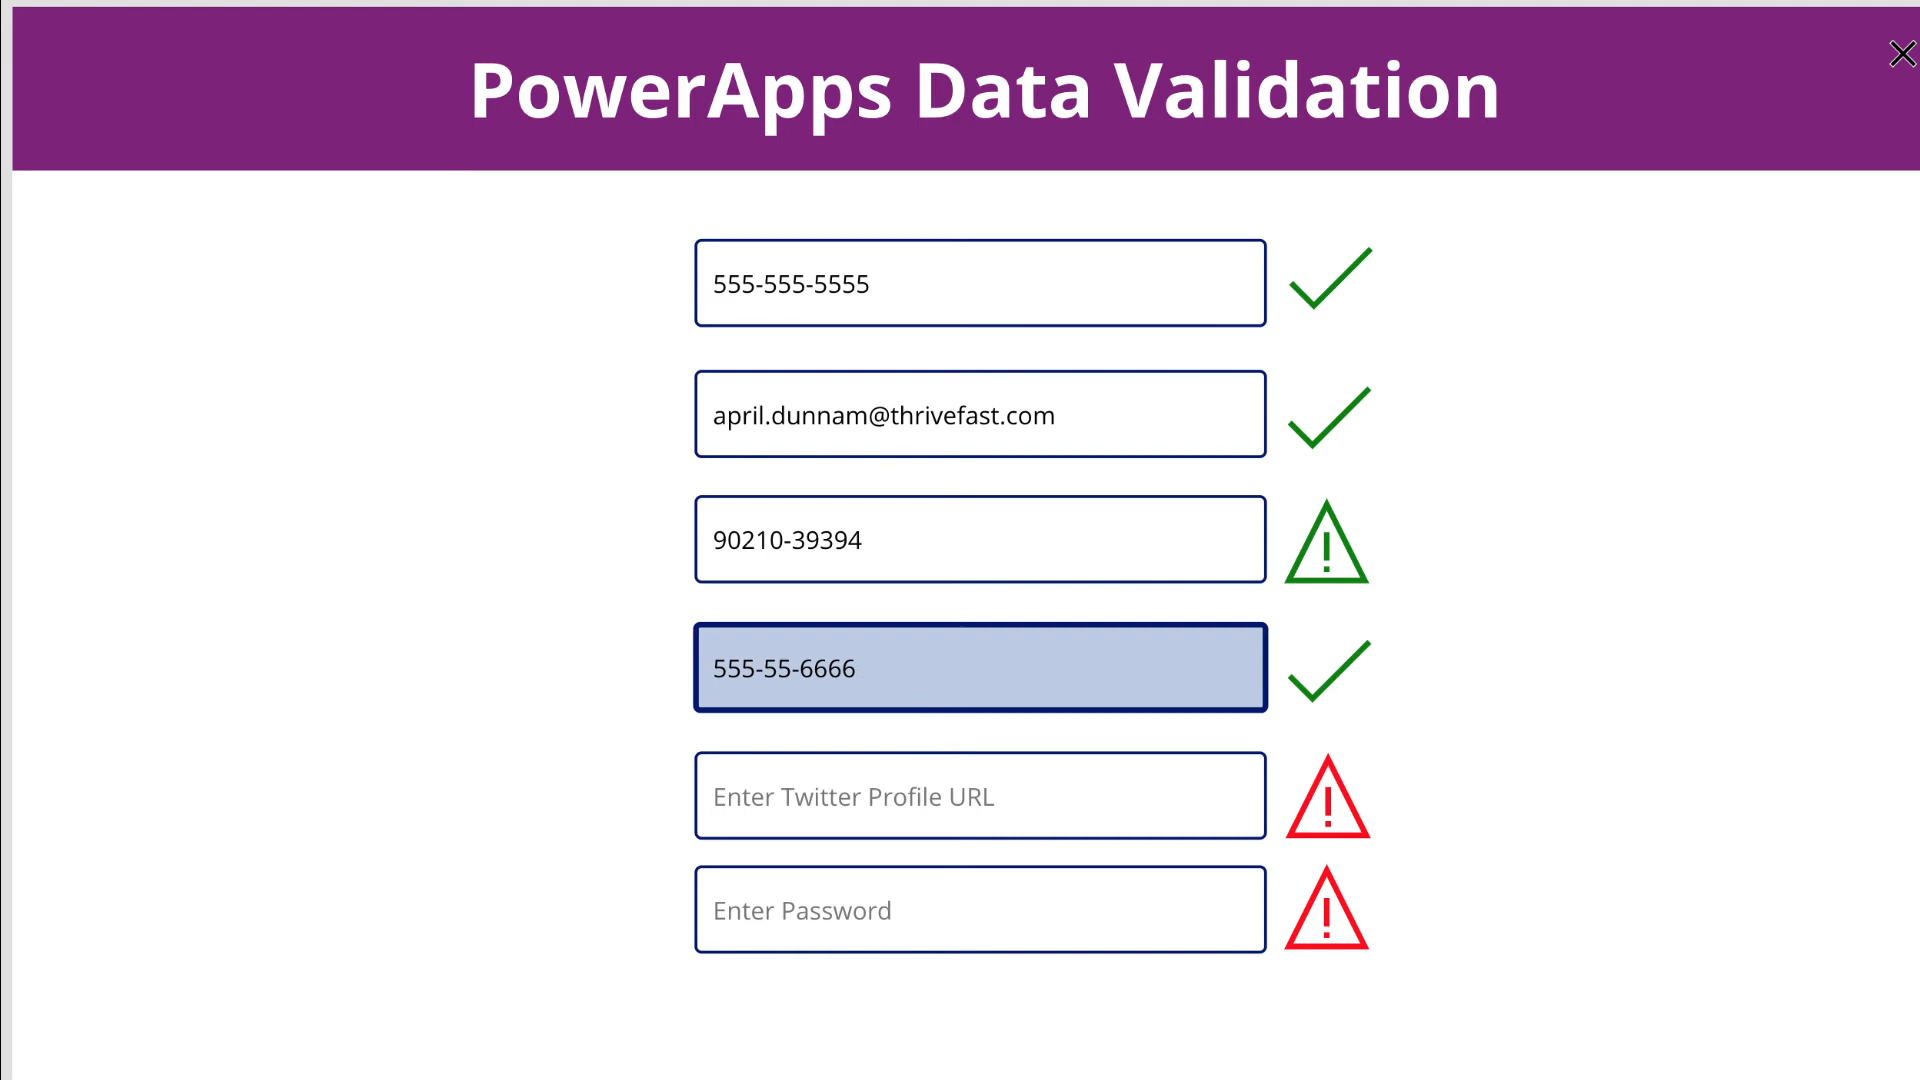 PowerApps Data Validation
555-555-5555
april.dunnam@thrivefast.com
90210-39394
555-55-6666
Enter Twitter Profile URL
Enter Password